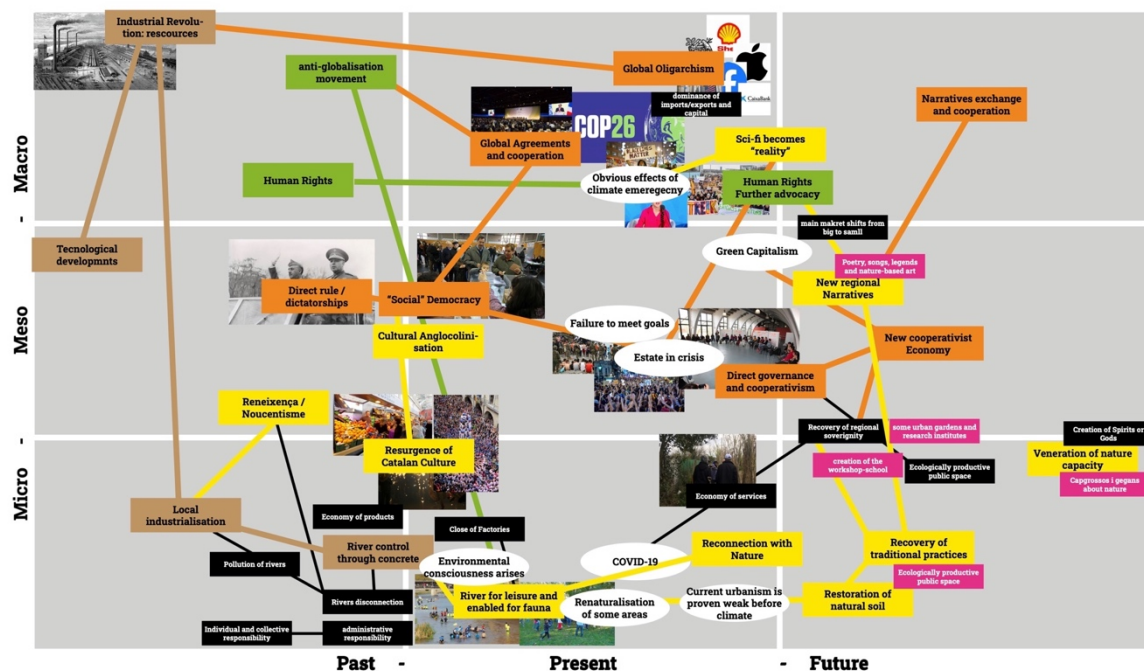 Industrial Revolu-
tion: rescources
anti-globalisation
movement
Global Oligarchism
dominance of
imports/exports and
capital
Narratives exchange
and cooperation
COP26
Global Agreements
and cooperation
Sci-fi becomes
"reality"
Human Rights
Obvious effects of
climate emeregecny
Human Rights
Further advocacy
Macro
Tecnological
developmnts
main makret shifts from
big to samll
Green Capitalism
Poetry, songs, legends
and nature-based art
New regional
Narratives
Direct rule /
dictatorships
"Social" Democracy
Cultural Anglocolini-
sation
Failure to meet goals
Estate in crisis
New cooperativist
Economy
Direct governance
and cooperativism
Meso
Reneixença /
Noucentisme
Resurgence of
Catalan Culture
Recovery of regional
soverignity
some urban gardens and
research institutes
creation of the
workshop-school
Ecologically productive
public space
Creation of Spirits or
Gods
Veneration of nature
capacity
Capgrossos i gegans
about nature
Economy of services
Local
industrialisation
Economy of products
Close of Factories
River control
through concrete
Pollution of rivers
Environmental
consciousness arises
COVID-19
Reconnection with
Nature
Recovery of
traditional practices
Ecologically productive
public space
Rivers disconnection
River for leisure and
enabled for fauna
Renaturalisation
of some areas
Current urbanism is
proven weak before
climate
Restoration of
natural soil
Individual and collective
responsibility
administrative
responsibility
Micro
Past - Present - Future